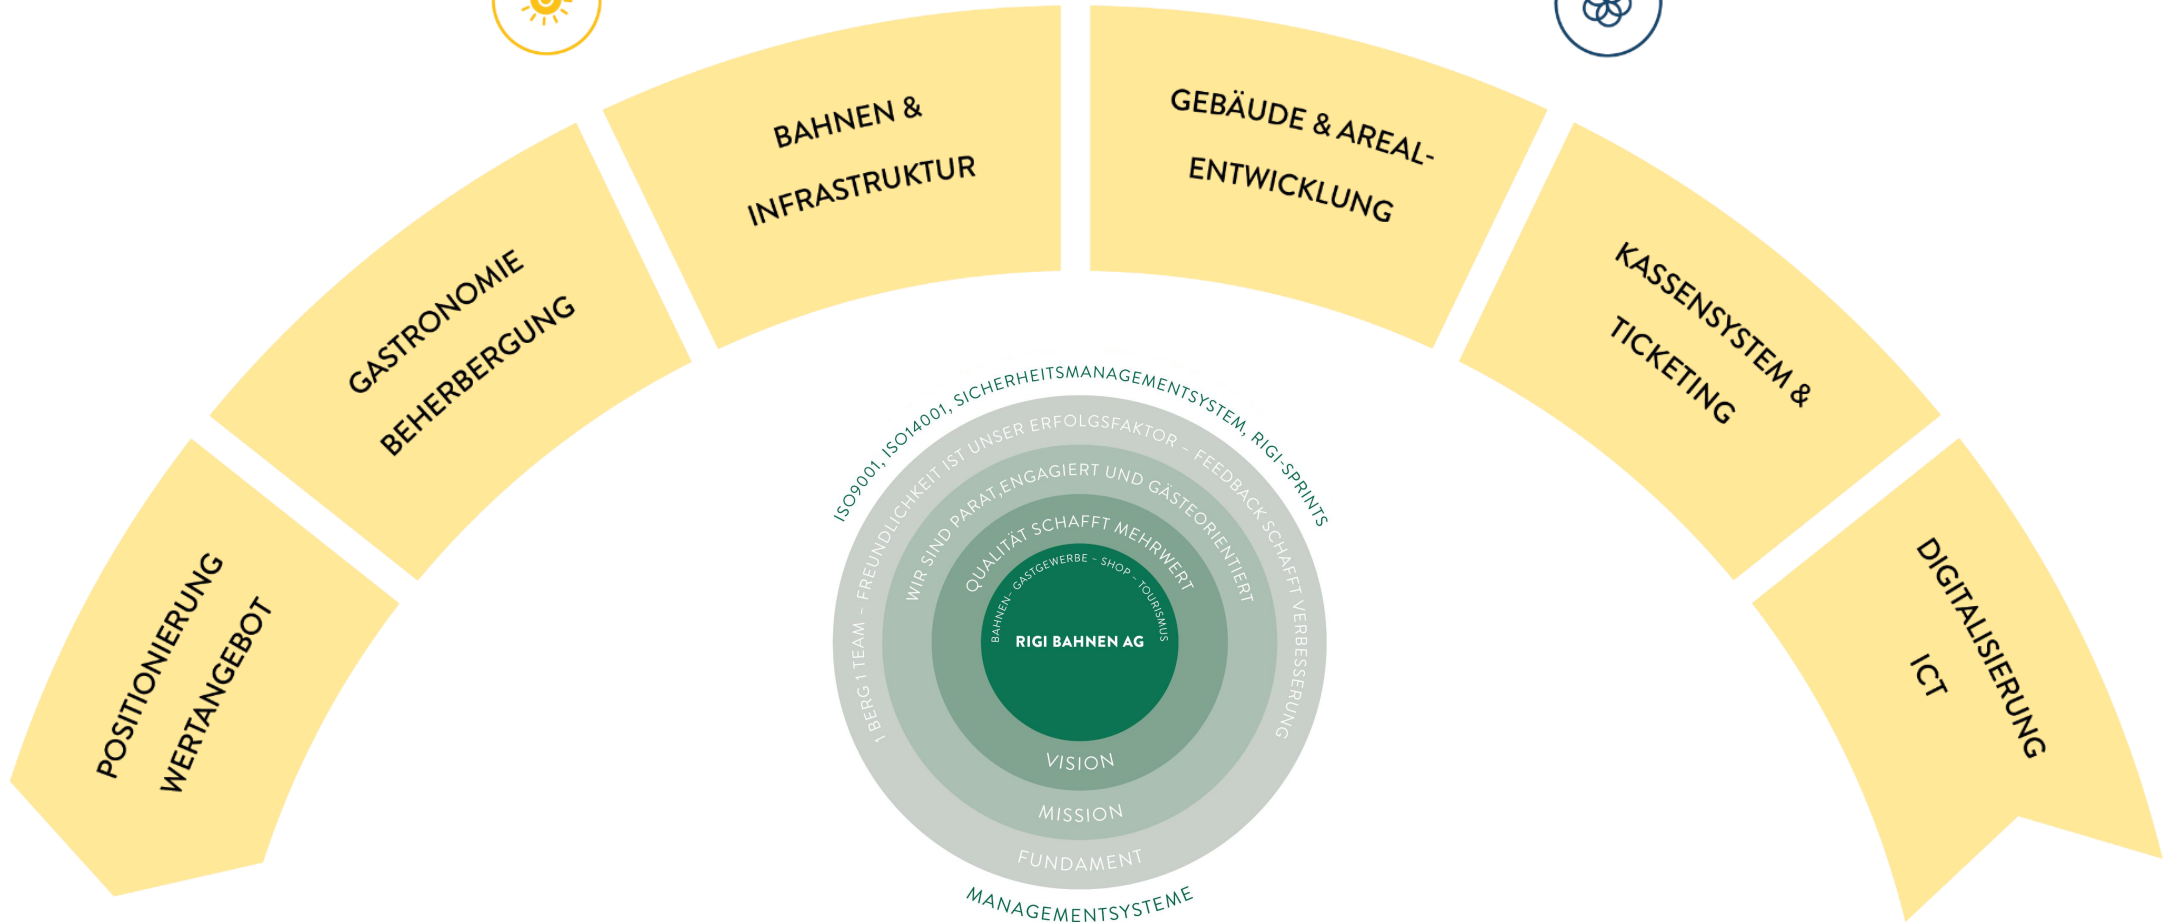 POSITIONIERUNG
WERTANGEBOT
GASTRONOMIE
BEHERBERGUNG
BAHNEN &
INFRASTRUKTUR
GEBÄUDE & AREAL-
ENTWICKLUNG
KASSENSYSTEM &
TICKETING
DIGITALISIERUNG
ICT
ISO9001, ISO14001, SICHERHEITSMANAGEMENTSYSTEM, RIGI-SPRINTS
1 BERG 1 TEAM – FREUNDLICHKEIT IST UNSER ERFOLGSFAKTOR – FEEDBACK SCHAFFT VERBESSERUNG
WIR SIND PARAT,ENGAGIERT UND GÄSTEORIENTIERT
QUALITÄT SCHAFFT MEHRWERT
BAHNEN– GASTGEWERBE – SHOP – TOURISMUS
RIGI BAHNEN AG
VISION
MISSION
FUNDAMENT
MANAGEMENTSYSTEME